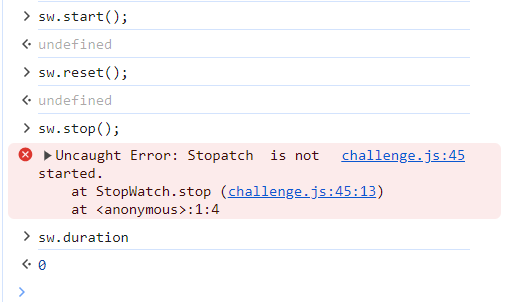 > sw.start();
<· undefined
> sw.reset();
<· undefined
> sw.stop();
▶Uncaught Error: Stopatch is not challenge.js:45
started.
at StopWatch.stop (challenge.js:45:13)
at <anonymous>:1:4
> sw.duration
<· 0
>